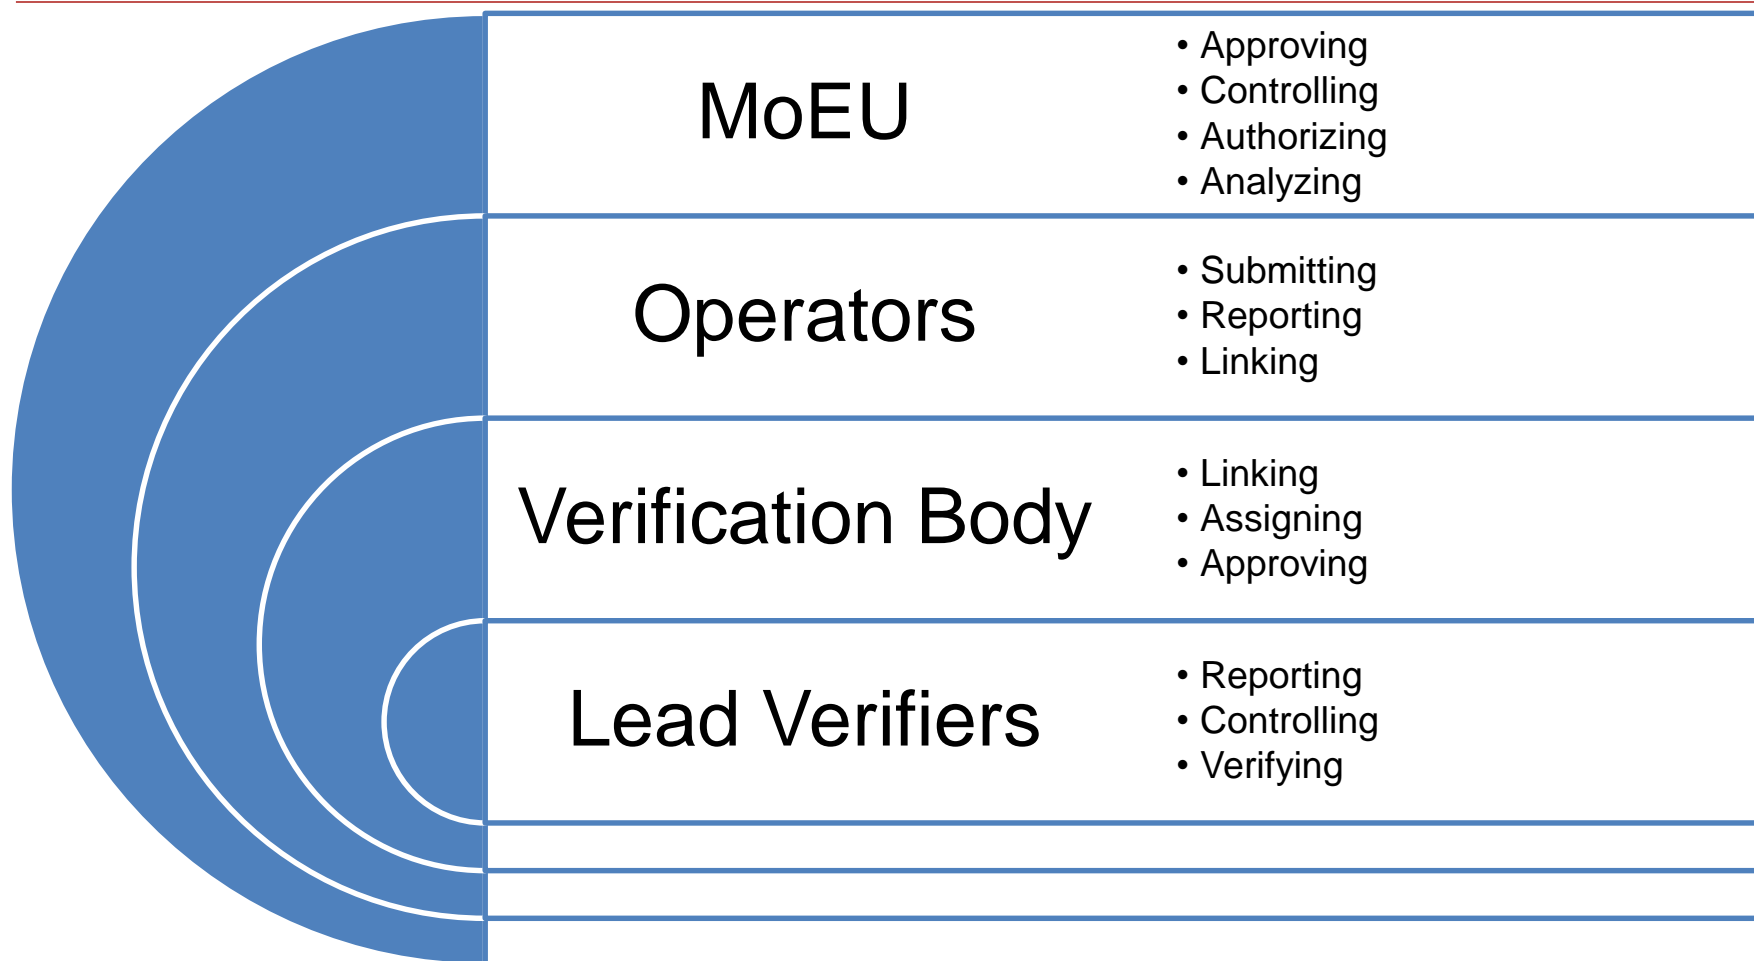 MoEU
• Approving
• Controlling
• Authorizing
• Analyzing
Operators
• Submitting
• Reporting
• Linking
Verification Body
• Linking
• Assigning
• Approving
Lead Verifiers
• Reporting
• Controlling
• Verifying